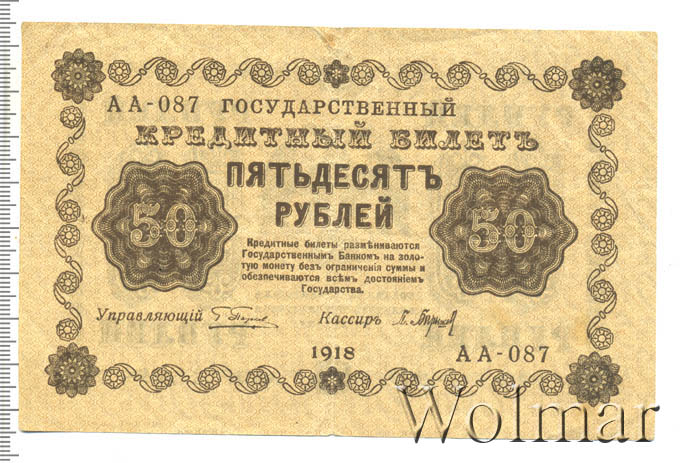 АА-087 ГОСУДАРСТВЕННЫЙ
КРЕДИТНЫЙ БИЛЕТЪ
ПЯТЬДЕСЯТЪ
РУБЛЕЙ
50
50
Кредитные билеты размѣниваются
Государственнымъ Банкомъ на золо-
тую монету безъ ограниченія суммы и
обезпечиваются всѣмъ достояніемъ
Государства.
Управляющій
Кассиръ
1918
АА-087
Wolmar